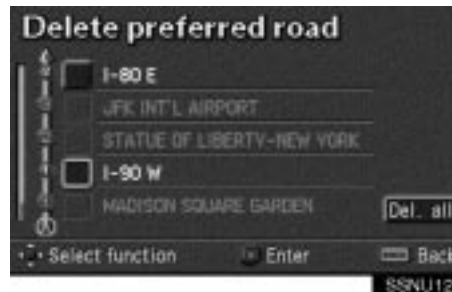 Delete preferred road
I-80 E
JFK INT'L AIRPORT
STATUE OF LIBERTY-NEW YORK
I-90 W
MADISON SQUARE GARDEN
Del. all
Select function Enter Back
SSNU12